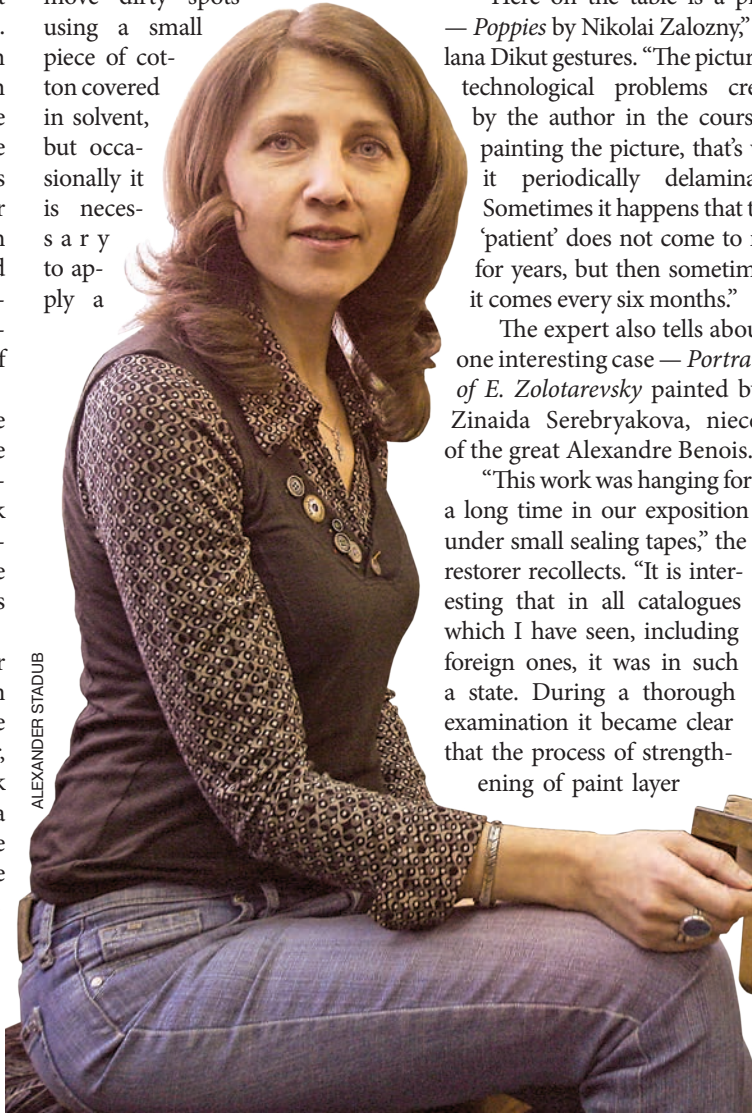 move dirty spots
using a small
piece of cot-
ton covered
in solvent,
but occa-
sionally it
is neces-
sary
to ap-
ply a
ALEXANDER STADUB
Here on the table is a
— Poppies by Nikolai Zalozny,”
lana Dikut gestures. “The pictur
technological problems cre
by the author in the cours
painting the picture, that’s
it periodically delamina
Sometimes it happens that t
‘patient’ does not come to
for years, but then sometim
it comes every six months.”
The expert also tells abou
one interesting case — Portra
of E. Zolotarevsky painted b
Zinaida Serebryakova, niec
of the great Alexandre Benois.
“This work was hanging for
a long time in our exposition
under small sealing tapes,” the
restorer recollects. “It is inter-
esting that in all catalogues
which I have seen, including
foreign ones, it was in such
a state. During a thorough
examination it became clear
that the process of strength-
ening of paint layer